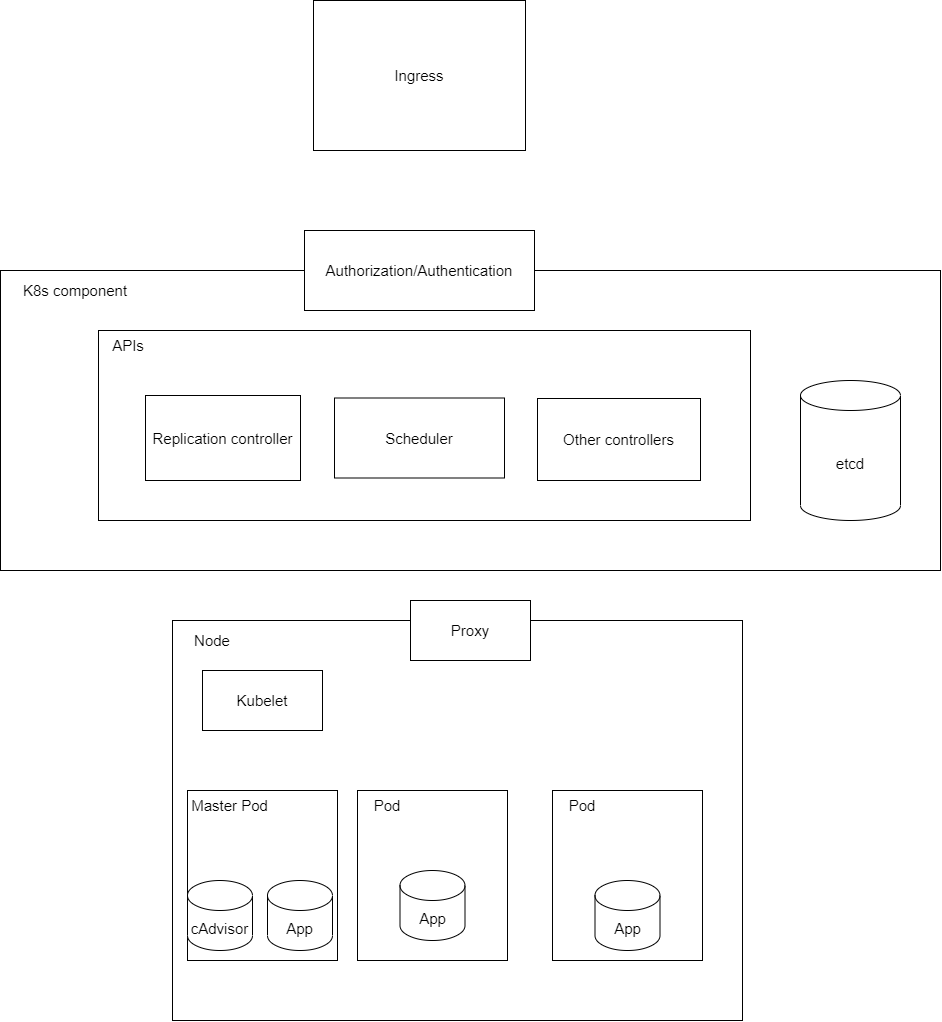 Ingress
Authorization/Authentication
K8s component
APIs
Replication controller
Scheduler
Other controllers
etcd
Proxy
Node
Kubelet
Master Pod
Pod
Pod
cAdvisor
App
App
App